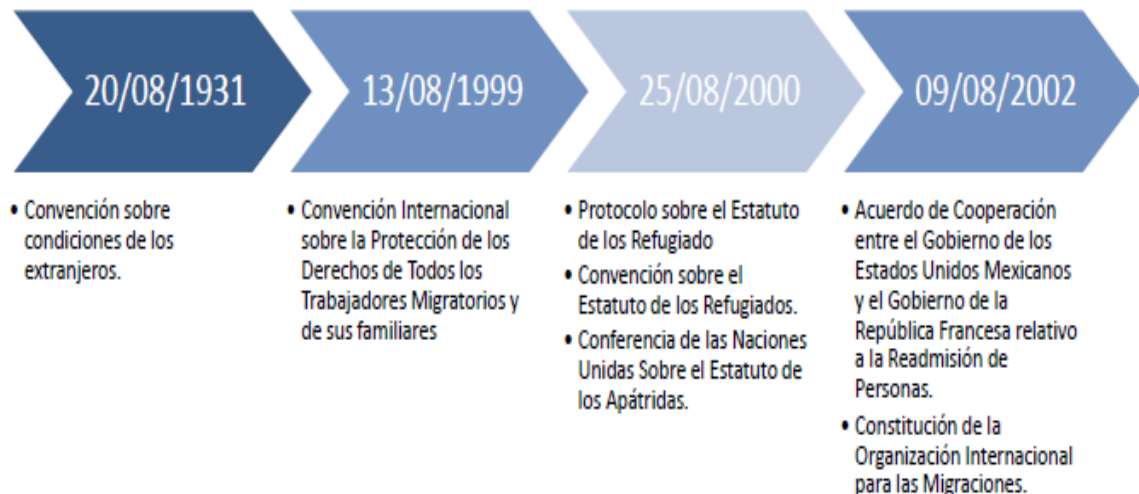 20/08/1931
13/08/1999
25/08/2000
09/08/2002
• Convención sobre
condiciones de los
extranjeros.
• Convención Internacional
sobre la Protección de los
Derechos de Todos los
Trabajadores Migratorios y
de sus familiares
• Protocolo sobre el Estatuto
de los Refugiado
• Convención sobre el
Estatuto de los Refugiados.
• Conferencia de las Naciones
Unidas Sobre el Estatuto de
los Apátridas.
• Acuerdo de Cooperación
entre el Gobierno de los
Estados Unidos Mexicanos
y el Gobierno de la
República Francesa relativo
a la Readmisión de
Personas.
• Constitución de la
Organización Internacional
para las Migraciones.